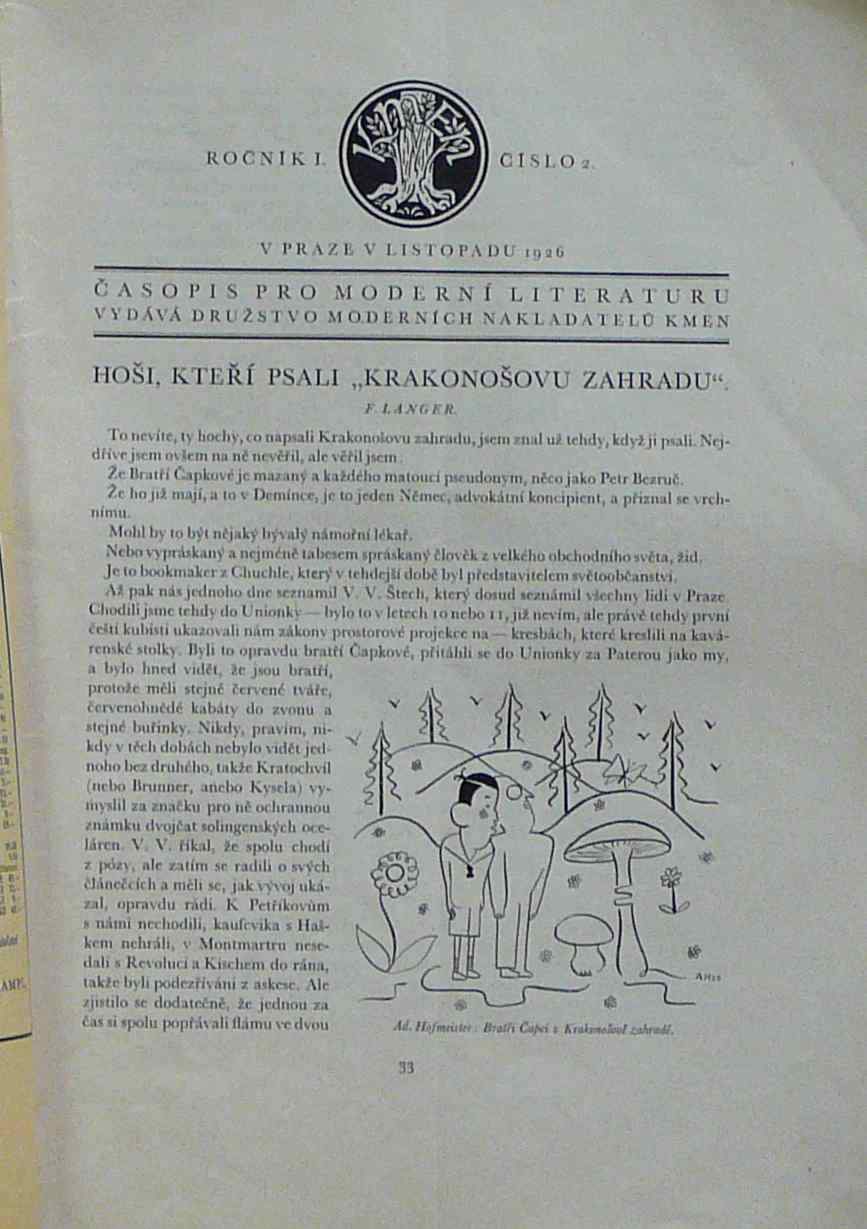 ROČNÍK I.
KMEN
ČÍSLO 2.
V PRAZE V LISTOPADU 1926
ČASOPIS PRO MODERNÍ LITERATURU
VYDÁVÁ DRUŽSTVO MODERNÍCH NAKLADATELŮ KMEN
HOŠI, KTEŘÍ PSALI „KRAKONOŠOVU ZAHRADU“.
F. LANGER.
To nevíte, ty hochy, co napsali Krakonošovu zahradu, jsem znal už tehdy, když ji psali. Nej-
dříve jsem ovšem na ně nevěřil, ale věřil jsem:
Že Bratří Čapkové je mazaný a každého matoucí pseudonym, něco jako Petr Bezruč.
Že ho již mají, a to v Demínce, je to jeden Němec, advokátní koncipient, a přiznal se vrch-
nímu.
Mohl by to být nějaký bývalý námořní lékař.
Nebo vypráskaný a nejméně tabesem spráskaný člověk z velkého obchodního světa, žid.
Je to bookmaker z Chuchle, který v tehdejší době byl představitelem světoobčanství.
Až pak nás jednoho dne seznamil V. V. Štech, který dosud seznámil všechny lidi v Praze.
Chodili jsme tehdy do Unionky — bylo to v letech 10 nebo 11, již nevím, ale právě tehdy první
čeští kubisti ukazovali nám zákony prostorové projekce na — kresbách, které kreslili na kavá-
renské stolky. Byli to opravdu bratří Čapkové, přitáhli se do Unionky za Paterou jako my,
a bylo hned vidět, že jsou bratří,
protože měli stejné červené tváře,
červenohnědé kabáty do zvonu a
stejné buřinky. Nikdy, pravím, ni-
kdy v těch dobách nebylo vidět jed-
noho bez druhého, takže Kratochvíl
(nebo Brunner, anebo Kysela) vy-
myslil za značku pro ně ochrannou
známku dvojčat solingenských oce-
láren. V. V. říkal, že spolu chodí
z pózy, ale zatím se radili o svých
článečcích a měli se, jak vývoj uká-
zal, opravdu rádi. K Petříkovům
s námi nechodili, kaufcvika s Haš-
kem nehráli, v Montmartru nese-
dali s Revolucí a Kischem do rána,
takže byli podezříváni z askese. Ale
zjistilo se dodatečně, že jednou za
čas si spolu popřávali flámu ve dvou
Ad. Hofmeister: Bratři Čapci v Krakonošově zahradě.
33